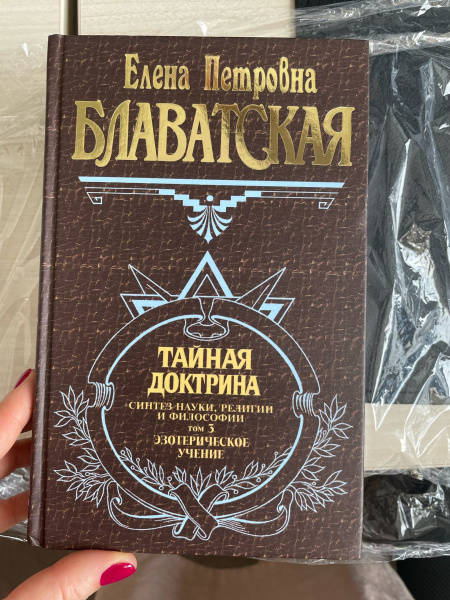 Елена Петровна
БЛАВАТСКАЯ
ТАЙНАЯ
ДОКТРИНА
СИНТЕЗ НАУКИ, РЕЛИГИИ
И ФИЛОСОФИИ
ТОМ 3
ЭЗОТЕРИЧЕСКОЕ
УЧЕНИЕ